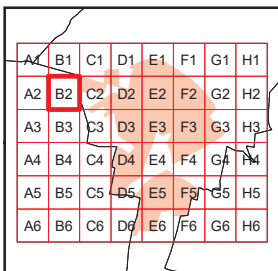 A1 B1 C1 D1 E1 F1 G1 H1
A2 B2 C2 D2 E2 F2 G2 H2
A3 B3 C3 D3 E3 F3 G3 H3
A4 B4 C4 D4 E4 F4 G4 H4
A5 B5 C5 D5 E5 F5 G5 H5
A6 B6 C6 D6 E6 F6 G6 H6